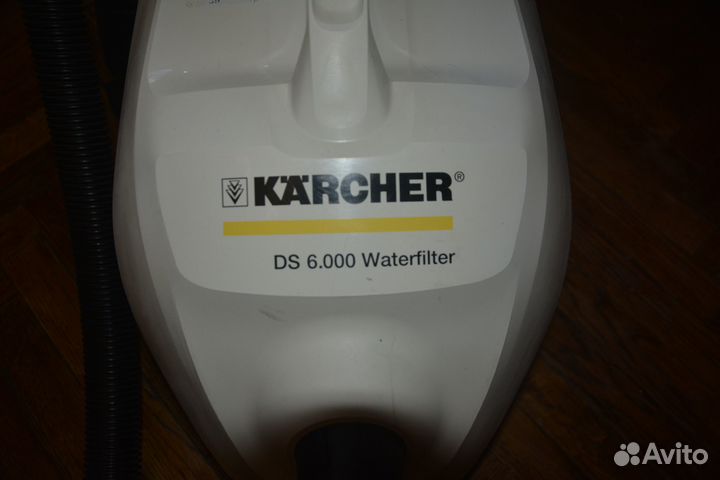 KÄRCHER®
DS 6.000 Waterfilter
Avito